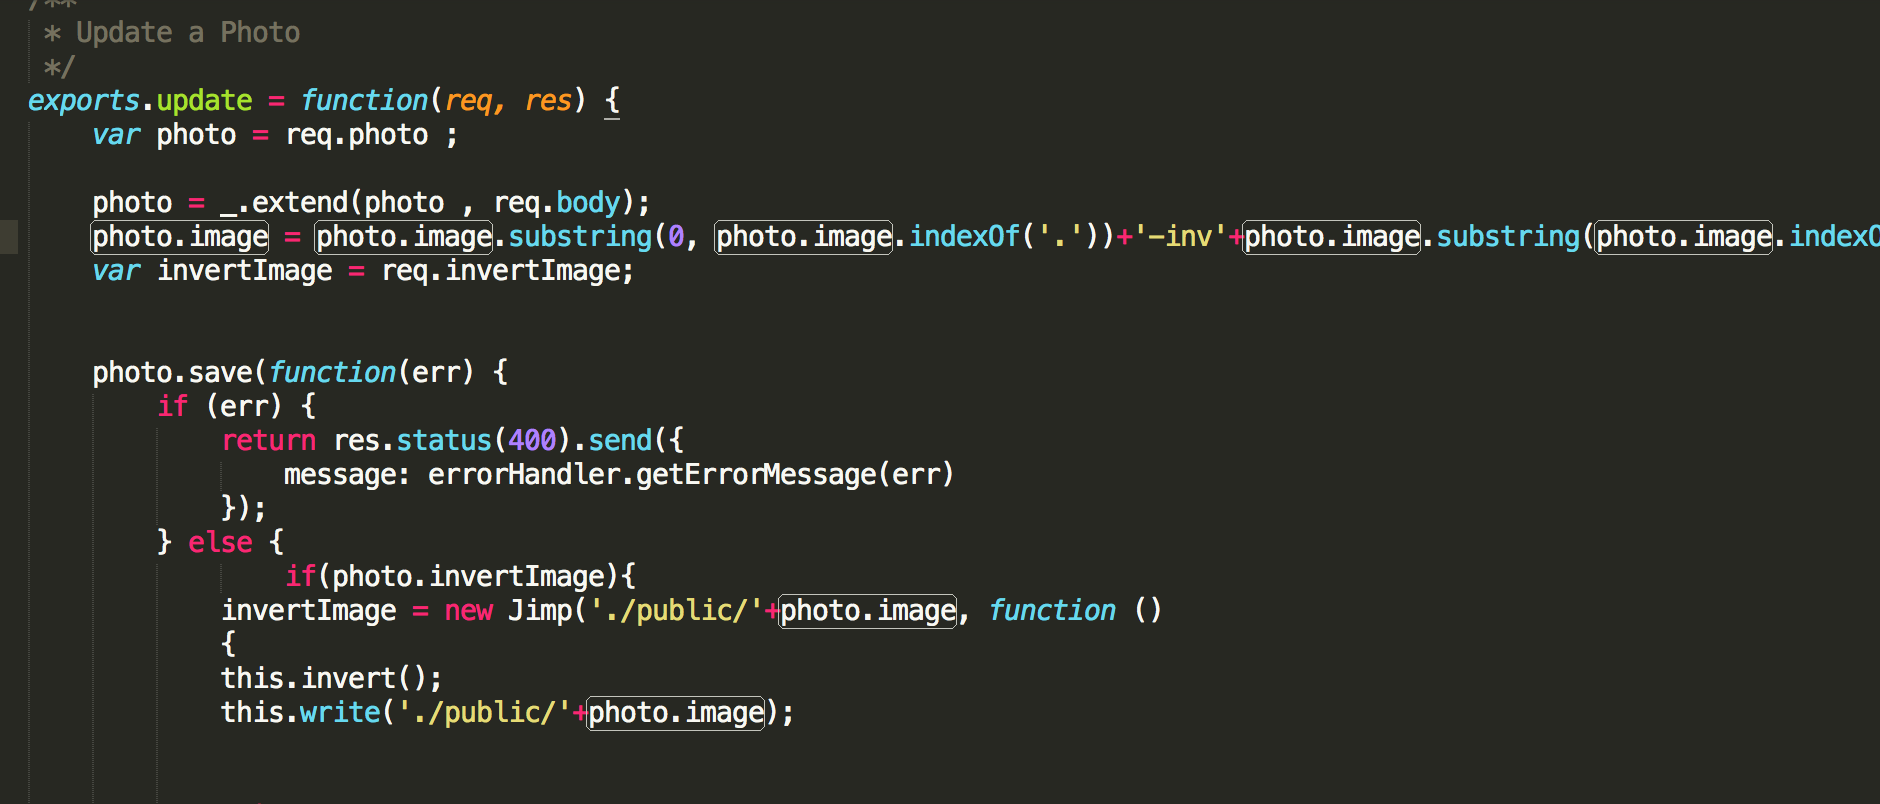 /**
 * Update a Photo
 */
exports.update = function(req, res) {
    var photo = req.photo ;
    photo = _.extend(photo , req.body);
    photo.image = photo.image.substring(0, photo.image.indexOf('.'))+'-inv'+photo.image.substring(photo.image.indexO
    var invertImage = req.invertImage;
    photo.save(function(err) {
        if (err) {
            return res.status(400).send({
                message: errorHandler.getErrorMessage(err)
            });
        } else {
                if(photo.invertImage){
            invertImage = new Jimp('./public/'+photo.image, function ()
            {
            this.invert();
            this.write('./public/'+photo.image);